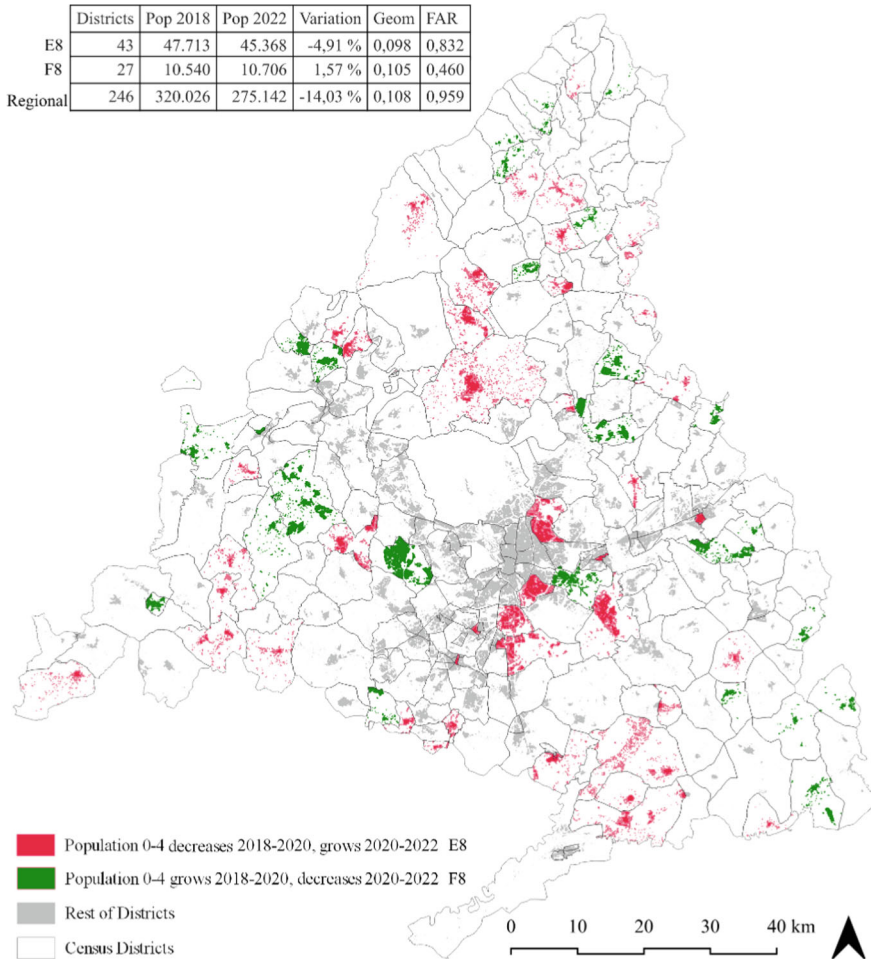 Districts Pop 2018 Pop 2022 Variation Geom FAR
E8 43 47.713 45.368 -4,91 % 0,098 0,832
F8 27 10.540 10.706 1,57 % 0,105 0,460
Regional 246 320.026 275.142 -14,03 % 0,108 0,959
Population 0-4 decreases 2018-2020, grows 2020-2022 E8
Population 0-4 grows 2018-2020, decreases 2020-2022 F8
Rest of Districts
Census Districts
0 10 20 30 40 km